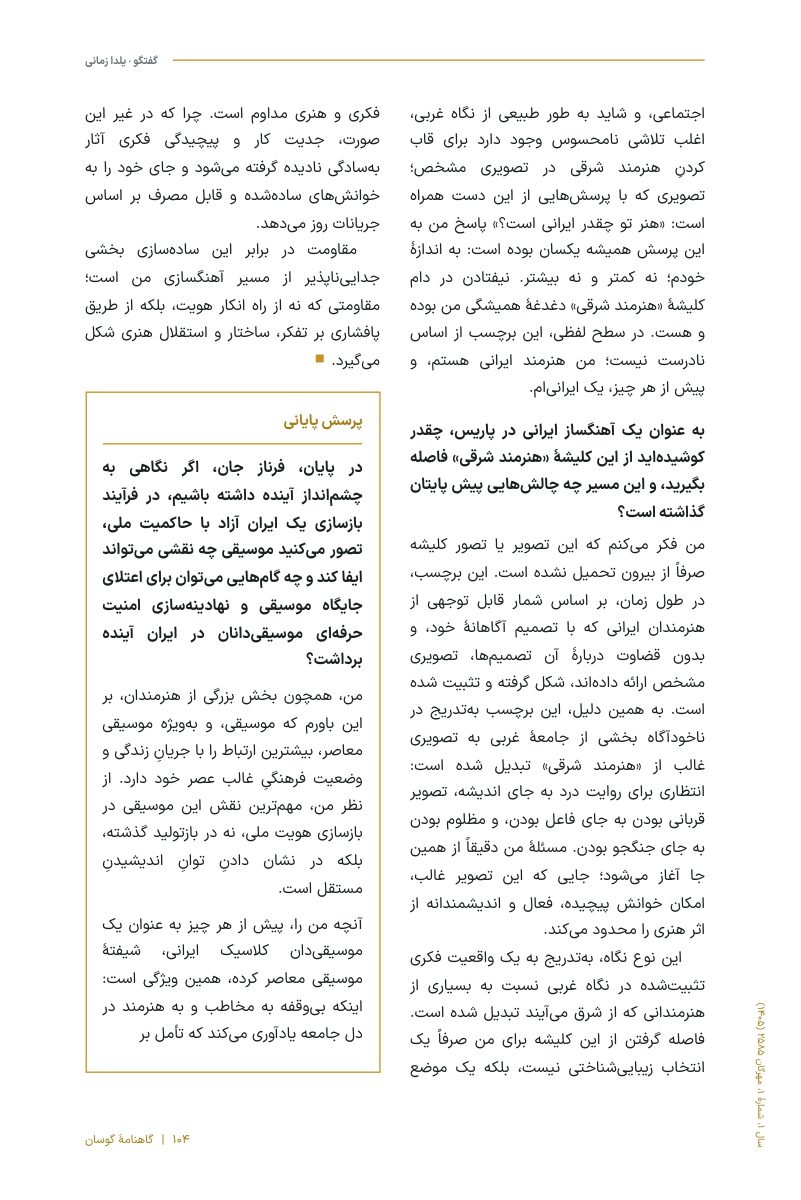 گفتگو · یلدا زمانی
اجتماعی، و شاید به طور طبیعی از نگاه غربی،
اغلب تلاشی نامحسوس وجود دارد برای قاب
کردنِ هنرمند شرقی در تصویری مشخص؛
تصویری که با پرسش‌هایی از این دست همراه
است: «هنر تو چقدر ایرانی است؟» پاسخ من به
این پرسش همیشه یکسان بوده است: به اندازهٔ
خودم؛ نه کمتر و نه بیشتر. نیفتادن در دام
کلیشهٔ «هنرمند شرقی» دغدغهٔ همیشگی من بوده
و هست. در سطح لفظی، این برچسب از اساس
نادرست نیست؛ من هنرمند ایرانی هستم، و
پیش از هر چیز، یک ایرانی‌ام.
به عنوان یک آهنگساز ایرانی در پاریس، چقدر
کوشیده‌اید از این کلیشهٔ «هنرمند شرقی» فاصله
بگیرید، و این مسیر چه چالش‌هایی پیش پایتان
گذاشته است؟
من فکر می‌کنم که این تصویر یا تصور کلیشه
صرفاً از بیرون تحمیل نشده است. این برچسب،
در طول زمان، بر اساس شمار قابل توجهی از
هنرمندان ایرانی که با تصمیم آگاهانهٔ خود، و
بدون قضاوت دربارهٔ آن تصمیم‌ها، تصویری
مشخص ارائه داده‌اند، شکل گرفته و تثبیت شده
است. به همین دلیل، این برچسب به‌تدریج در
ناخودآگاه بخشی از جامعهٔ غربی به تصویری
غالب از «هنرمند شرقی» تبدیل شده است:
انتظاری برای روایت درد به جای اندیشه، تصویر
قربانی بودن به جای فاعل بودن، و مظلوم بودن
به جای جنگجو بودن. مسئلهٔ من دقیقاً از همین
جا آغاز می‌شود؛ جایی که این تصویر غالب،
امکان خوانش پیچیده، فعال و اندیشمندانه از
اثر هنری را محدود می‌کند.
این نوع نگاه، به‌تدریج به یک واقعیت فکری
تثبیت‌شده در نگاه غربی نسبت به بسیاری از
هنرمندانی که از شرق می‌آیند تبدیل شده است.
فاصله گرفتن از این کلیشه برای من صرفاً یک
انتخاب زیبایی‌شناختی نیست، بلکه یک موضع
فکری و هنری مداوم است. چرا که در غیر این
صورت، جدیت کار و پیچیدگی فکری آثار
به‌سادگی نادیده گرفته می‌شود و جای خود را به
خوانش‌های ساده‌شده و قابل مصرف بر اساس
جریانات روز می‌دهد.
مقاومت در برابر این ساده‌سازی بخشی
جدایی‌ناپذیر از مسیر آهنگسازی من است؛
مقاومتی که نه از راه انکار هویت، بلکه از طریق
پافشاری بر تفکر، ساختار و استقلال هنری شکل
می‌گیرد. ■
پرسش پایانی
در پایان، فرناز جان، اگر نگاهی به
چشم‌انداز آینده داشته باشیم، در فرآیند
بازسازی یک ایران آزاد با حاکمیت ملی،
تصور می‌کنید موسیقی چه نقشی می‌تواند
ایفا کند و چه گام‌هایی می‌توان برای اعتلای
جایگاه موسیقی و نهادینه‌سازی امنیت
حرفه‌ای موسیقی‌دانان در ایران آینده
برداشت؟
من، همچون بخش بزرگی از هنرمندان، بر
این باورم که موسیقی، و به‌ویژه موسیقی
معاصر، بیشترین ارتباط را با جریانِ زندگی و
وضعیت فرهنگیِ غالب عصر خود دارد. از
نظر من، مهم‌ترین نقش این موسیقی در
بازسازی هویت ملی، نه در بازتولید گذشته،
بلکه در نشان دادنِ توانِ اندیشیدنِ
مستقل است.
آنچه من را، پیش از هر چیز به عنوان یک
موسیقی‌دان کلاسیک ایرانی، شیفتهٔ
موسیقی معاصر کرده، همین ویژگی است:
اینکه بی‌وقفه به مخاطب و به هنرمند در
دل جامعه یادآوری می‌کند که تأمل بر
سال ۱، شمارهٔ ۱، مهرگان ۲۵۸۵ (۱۴۰۵)
۱۰۴ | گاهنامهٔ گوسان